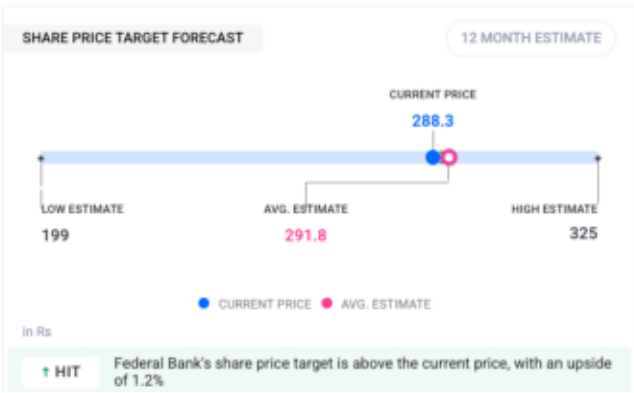 SHARE PRICE TARGET FORECAST
12 MONTH ESTIMATE
CURRENT PRICE
288.3
LOW ESTIMATE
199
AVG. ESTIMATE
291.8
HIGH ESTIMATE
325
CURRENT PRICE
AVG. ESTIMATE
in Rs
↑ HIT
Federal Bank's share price target is above the current price, with an upside
of 1.2%